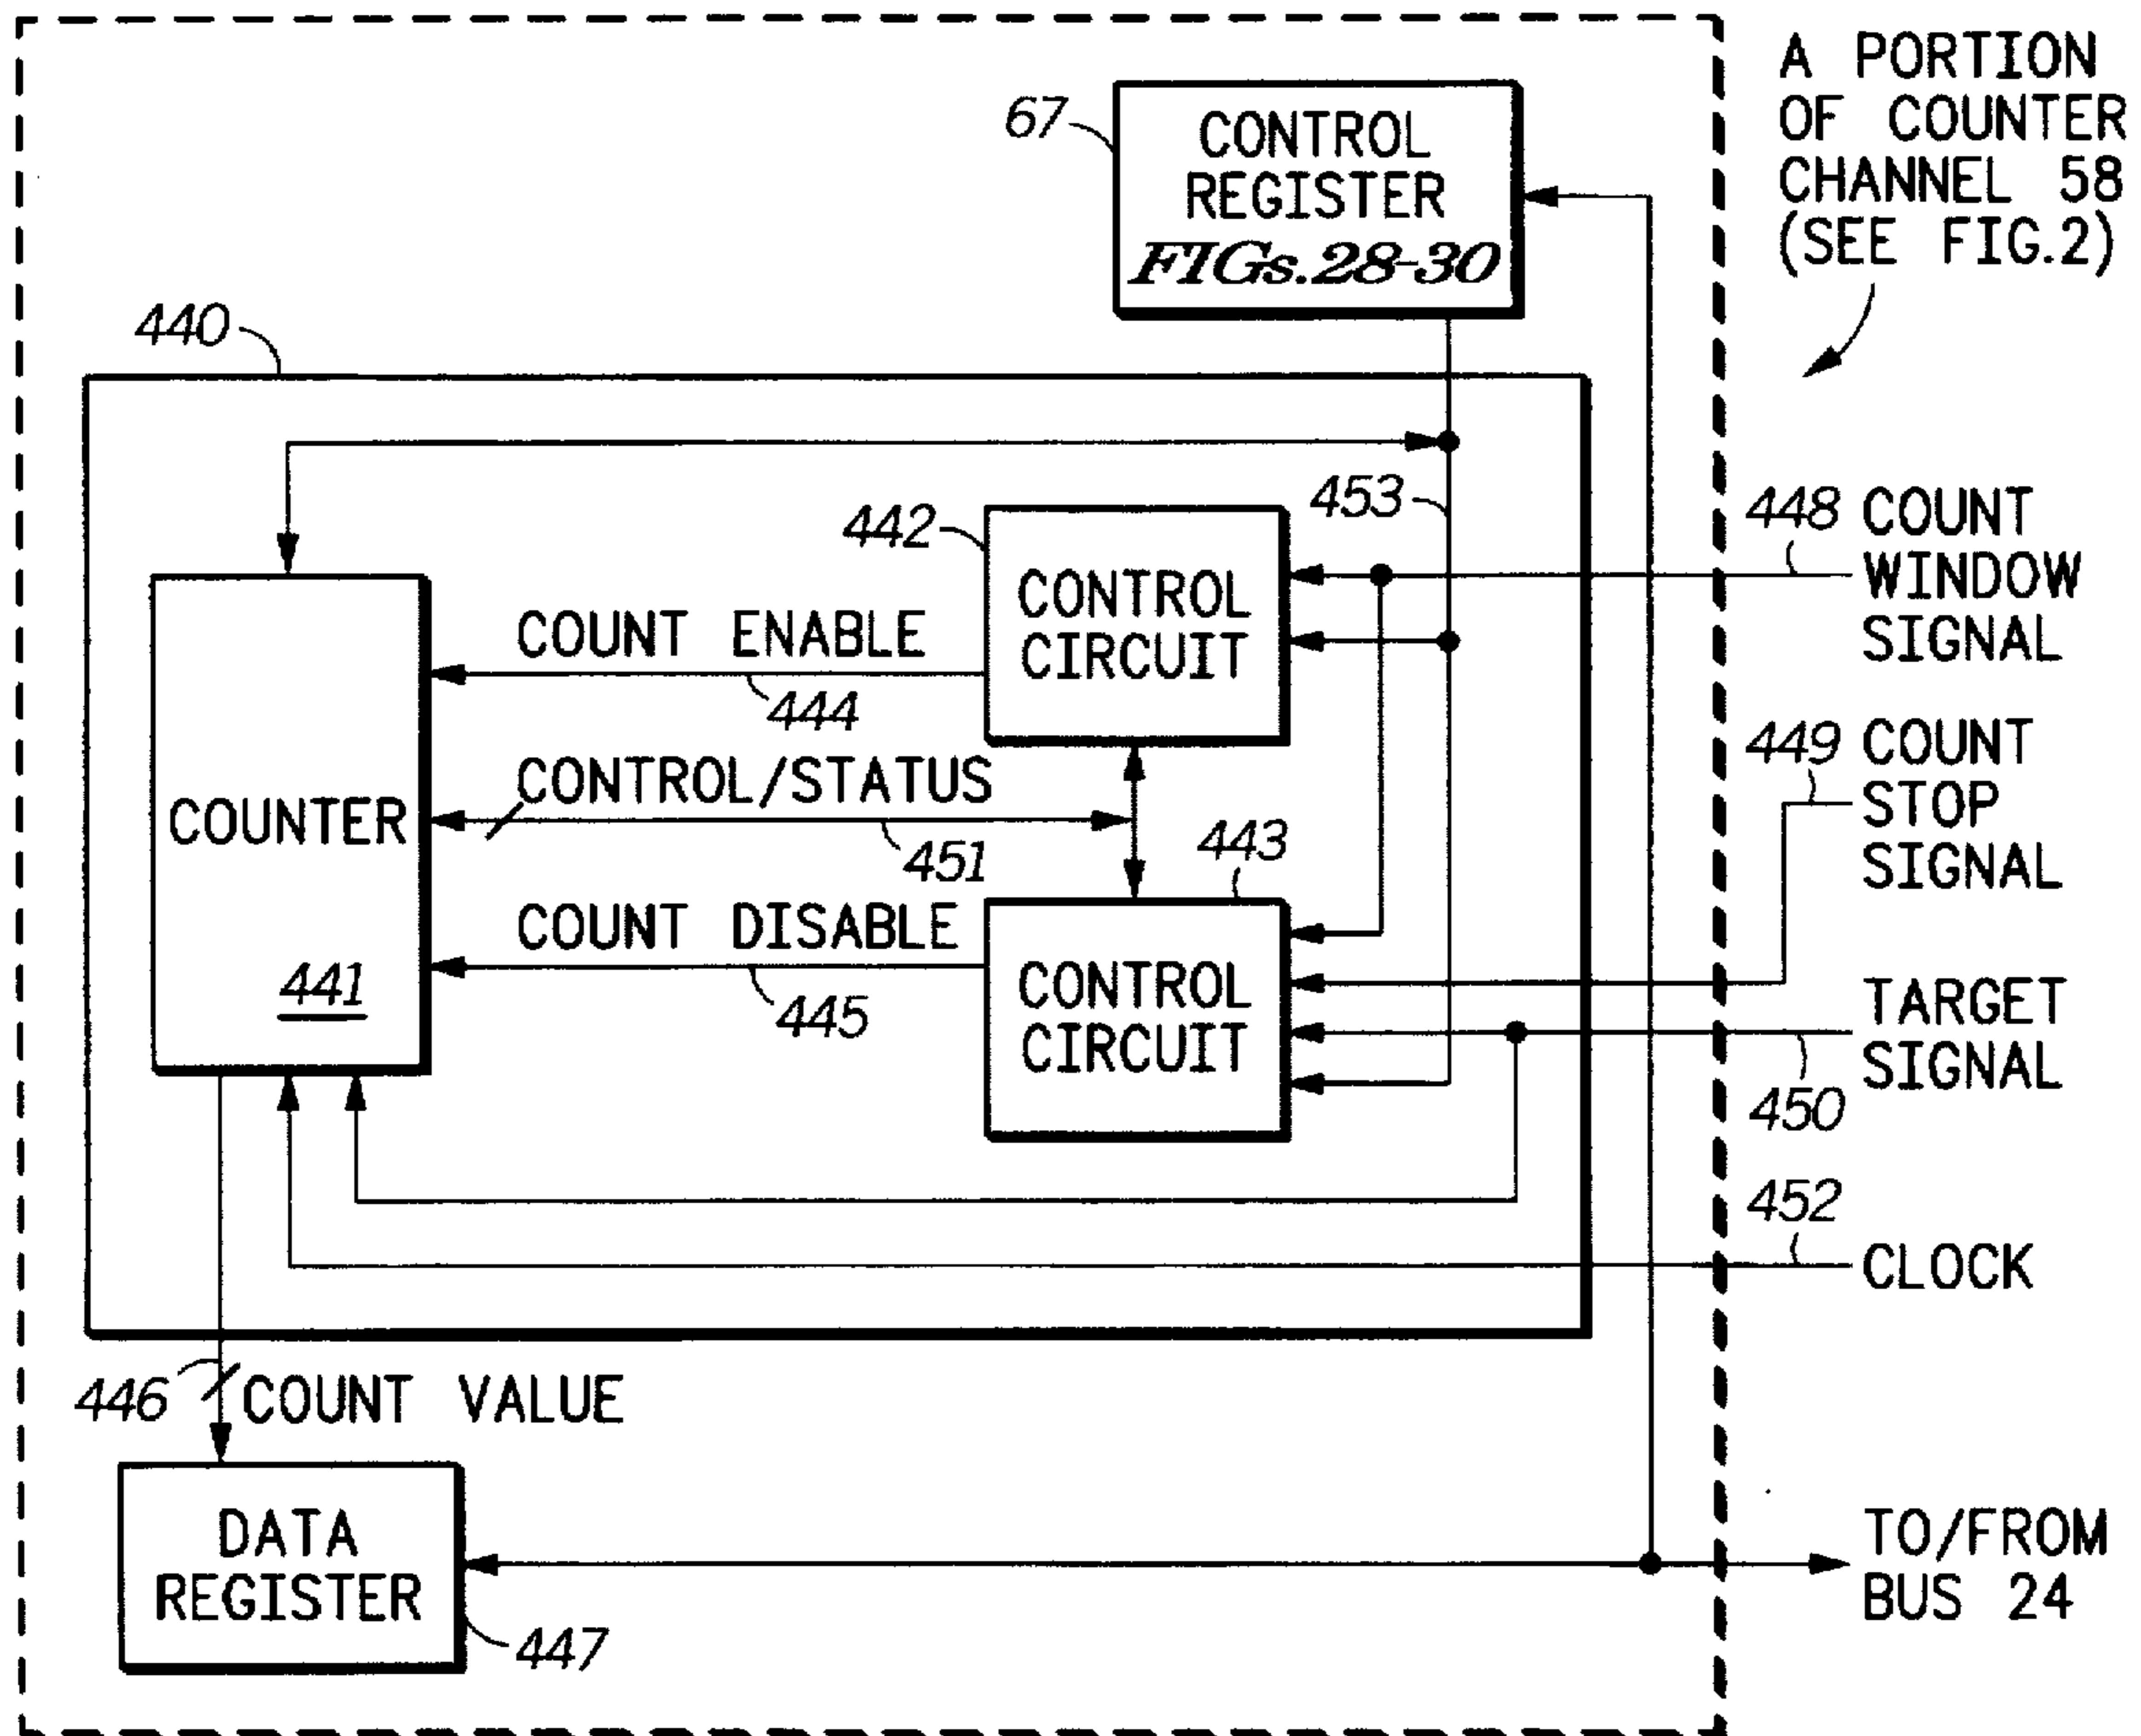 A PORTION
OF COUNTER
CHANNEL 58
(SEE FIG.2)
67
CONTROL
REGISTER
FIGs.28-30
440
453
448
COUNT
WINDOW
SIGNAL
442
CONTROL
CIRCUIT
COUNT ENABLE
444
449
COUNT
STOP
SIGNAL
CONTROL/STATUS
451
COUNTER
441
443
COUNT DISABLE
445
CONTROL
CIRCUIT
TARGET
SIGNAL
450
452
CLOCK
446
COUNT VALUE
DATA
REGISTER
447
TO/FROM
BUS 24